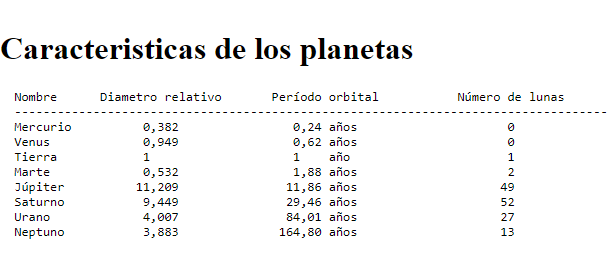 Caracteristicas de los planetas
Nombre      Diametro relativo       Período orbital           Número de lunas
-----------------------------------------------------------------------------------
Mercurio          0,382                0,24 años                     0
Venus             0,949                0,62 años                     0
Tierra            1                    1    año                      1
Marte             0,532                1,88 años                     2
Júpiter          11,209               11,86 años                    49
Saturno           9,449               29,46 años                    52
Urano             4,007               84,01 años                    27
Neptuno           3,883              164,80 años                    13